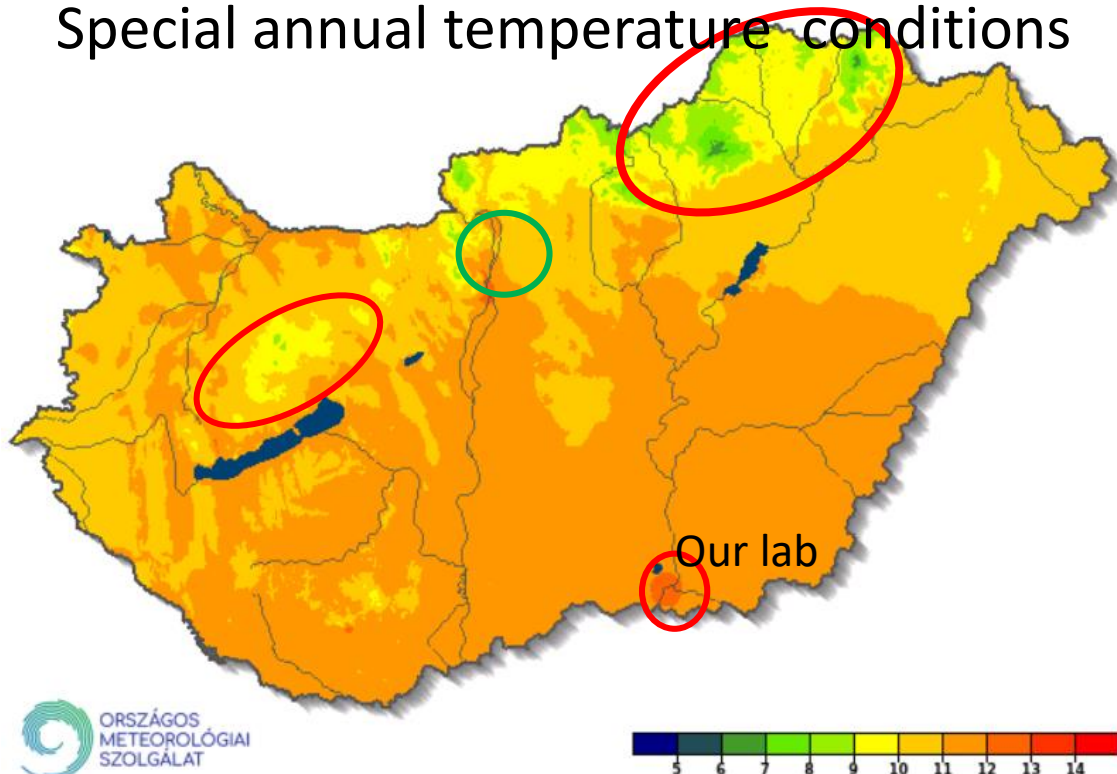 Special annual temperature conditions
Our lab
ORSZÁGOS
METEOROLÓGIAI
SZOLGÁLAT
5 6 7 8 9 10 11 12 13 14